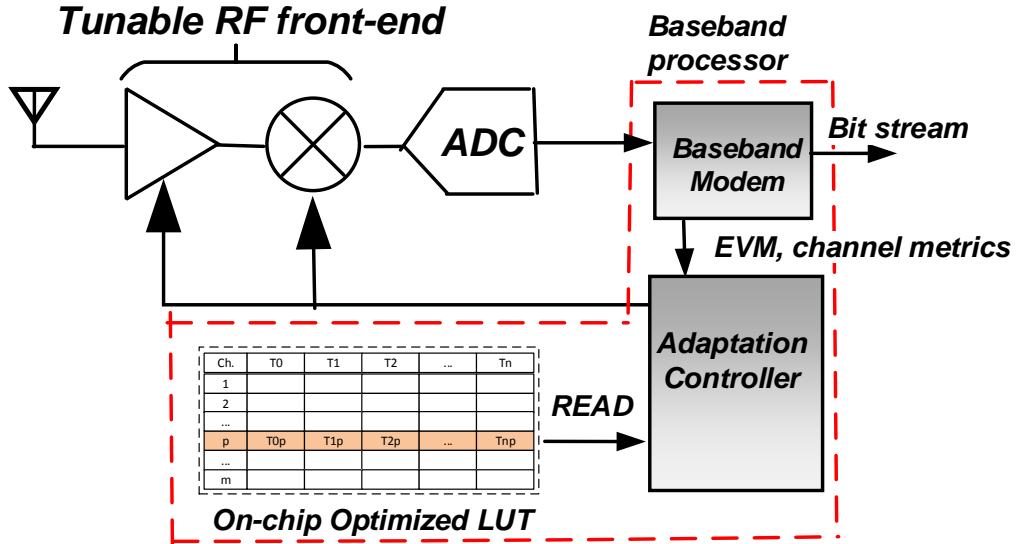 Tunable RF front-end
Baseband
processor
ADC
Baseband
Modem
Bit stream
EVM, channel metrics
Adaptation
Controller
Ch. T0 T1 T2 ... Tn
1
2
...
p T0p T1p T2p ... Tnp
...
m
READ
On-chip Optimized LUT